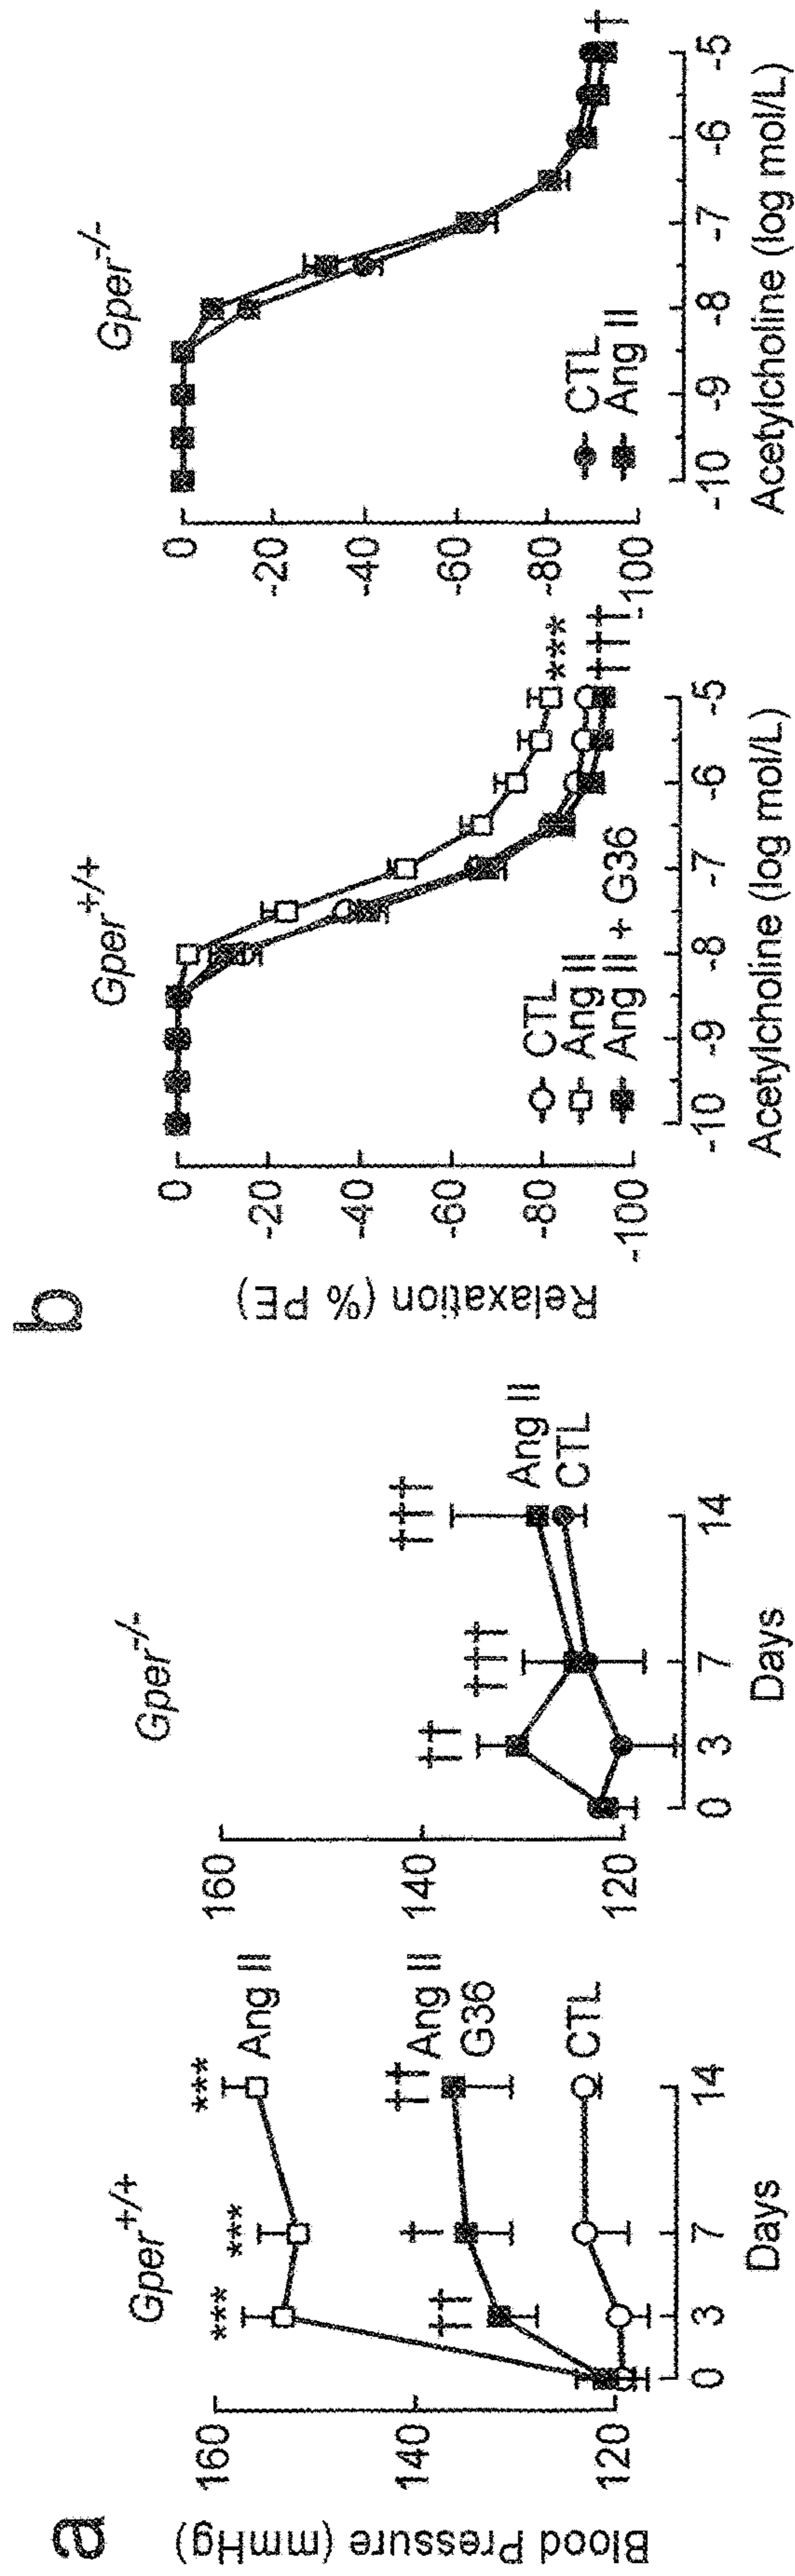 a
Gper+/+
Blood Pressure (mmHg)
160
140
120
***
***
***
Ang II
††
†
††
Ang II
G36
CTL
0 3 7 14
Days
Gper-/-
160
140
120
††
†††
†††
Ang II
CTL
0 3 7 14
Days
b
Gper+/+
Relaxation (% PE)
0
-20
-40
-60
-80
-100
CTL
Ang II
Ang II + G36
***
†††
-10 -9 -8 -7 -6 -5
Acetylcholine (log mol/L)
Gper-/-
0
-20
-40
-60
-80
-100
CTL
Ang II
†
-10 -9 -8 -7 -6 -5
Acetylcholine (log mol/L)